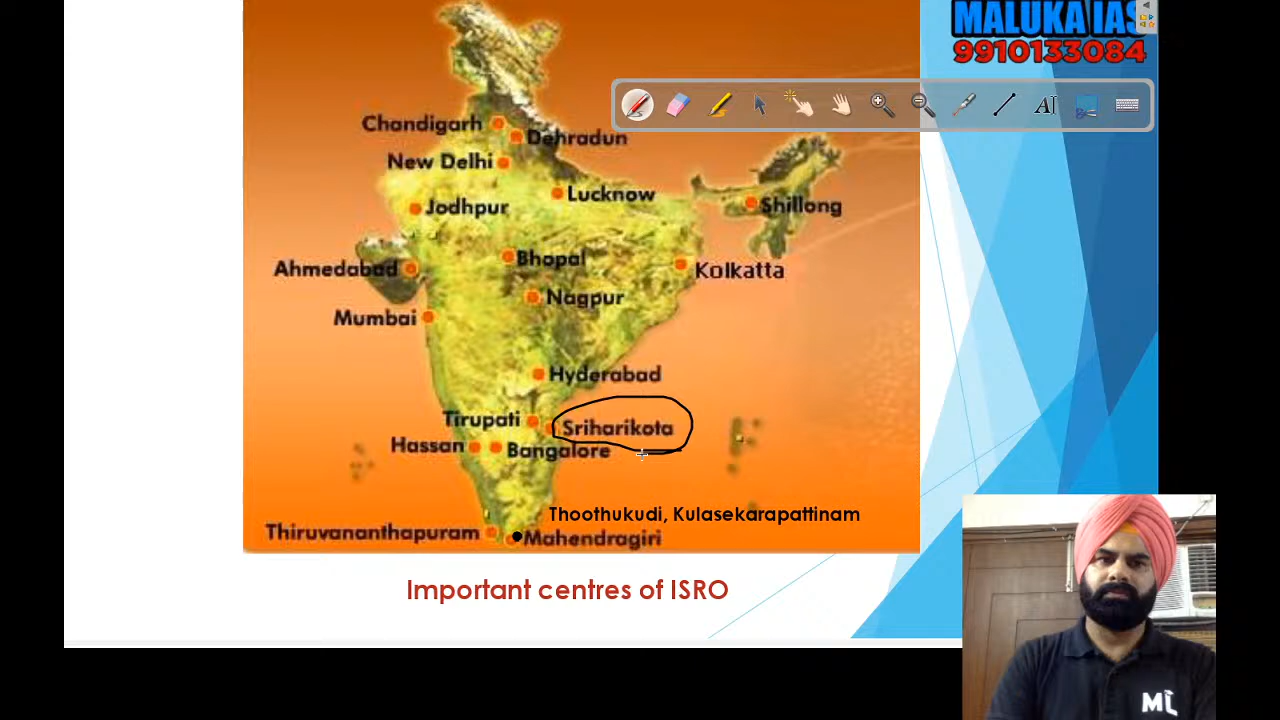 MALUKA IAS
9910133084
AI
Chandigarh
Dehradun
New Delhi
Lucknow
Jodhpur
Shillong
Ahmedabad
Bhopal
Kolkatta
Nagpur
Mumbai
Hyderabad
Tirupati
Sriharikota
Hassan
Bangalore
Thoothukudi, Kulasekarapattinam
Thiruvananthapuram
Mahendragiri
Important centres of ISRO